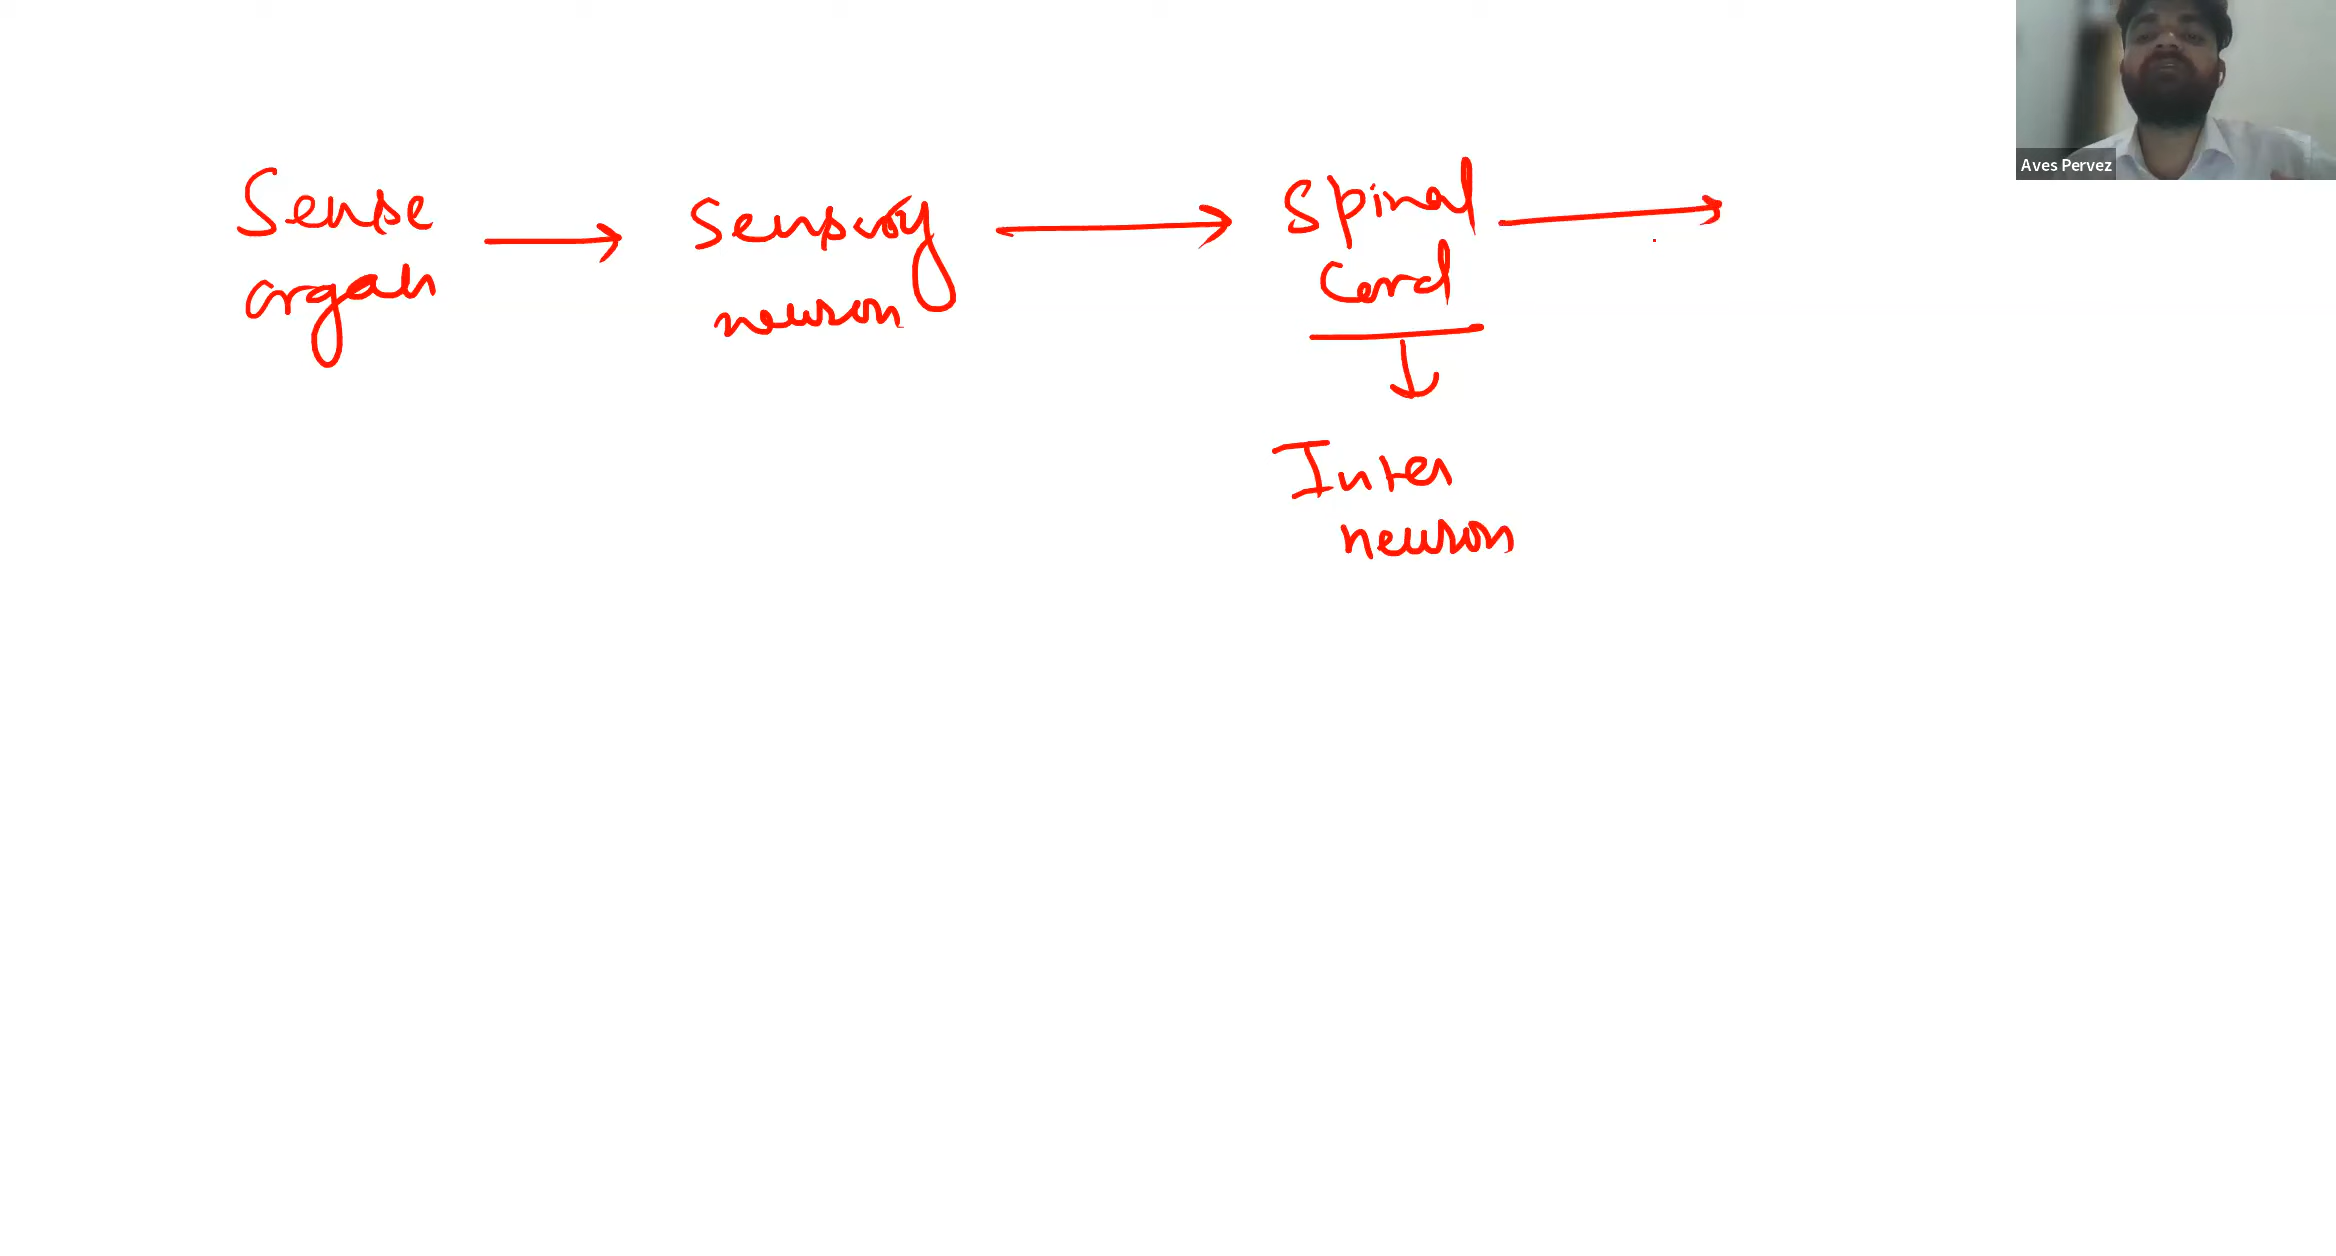 Aves Pervez
Sense
organ
Sensory
neuron
Spinal
Cord
Inter
neuron